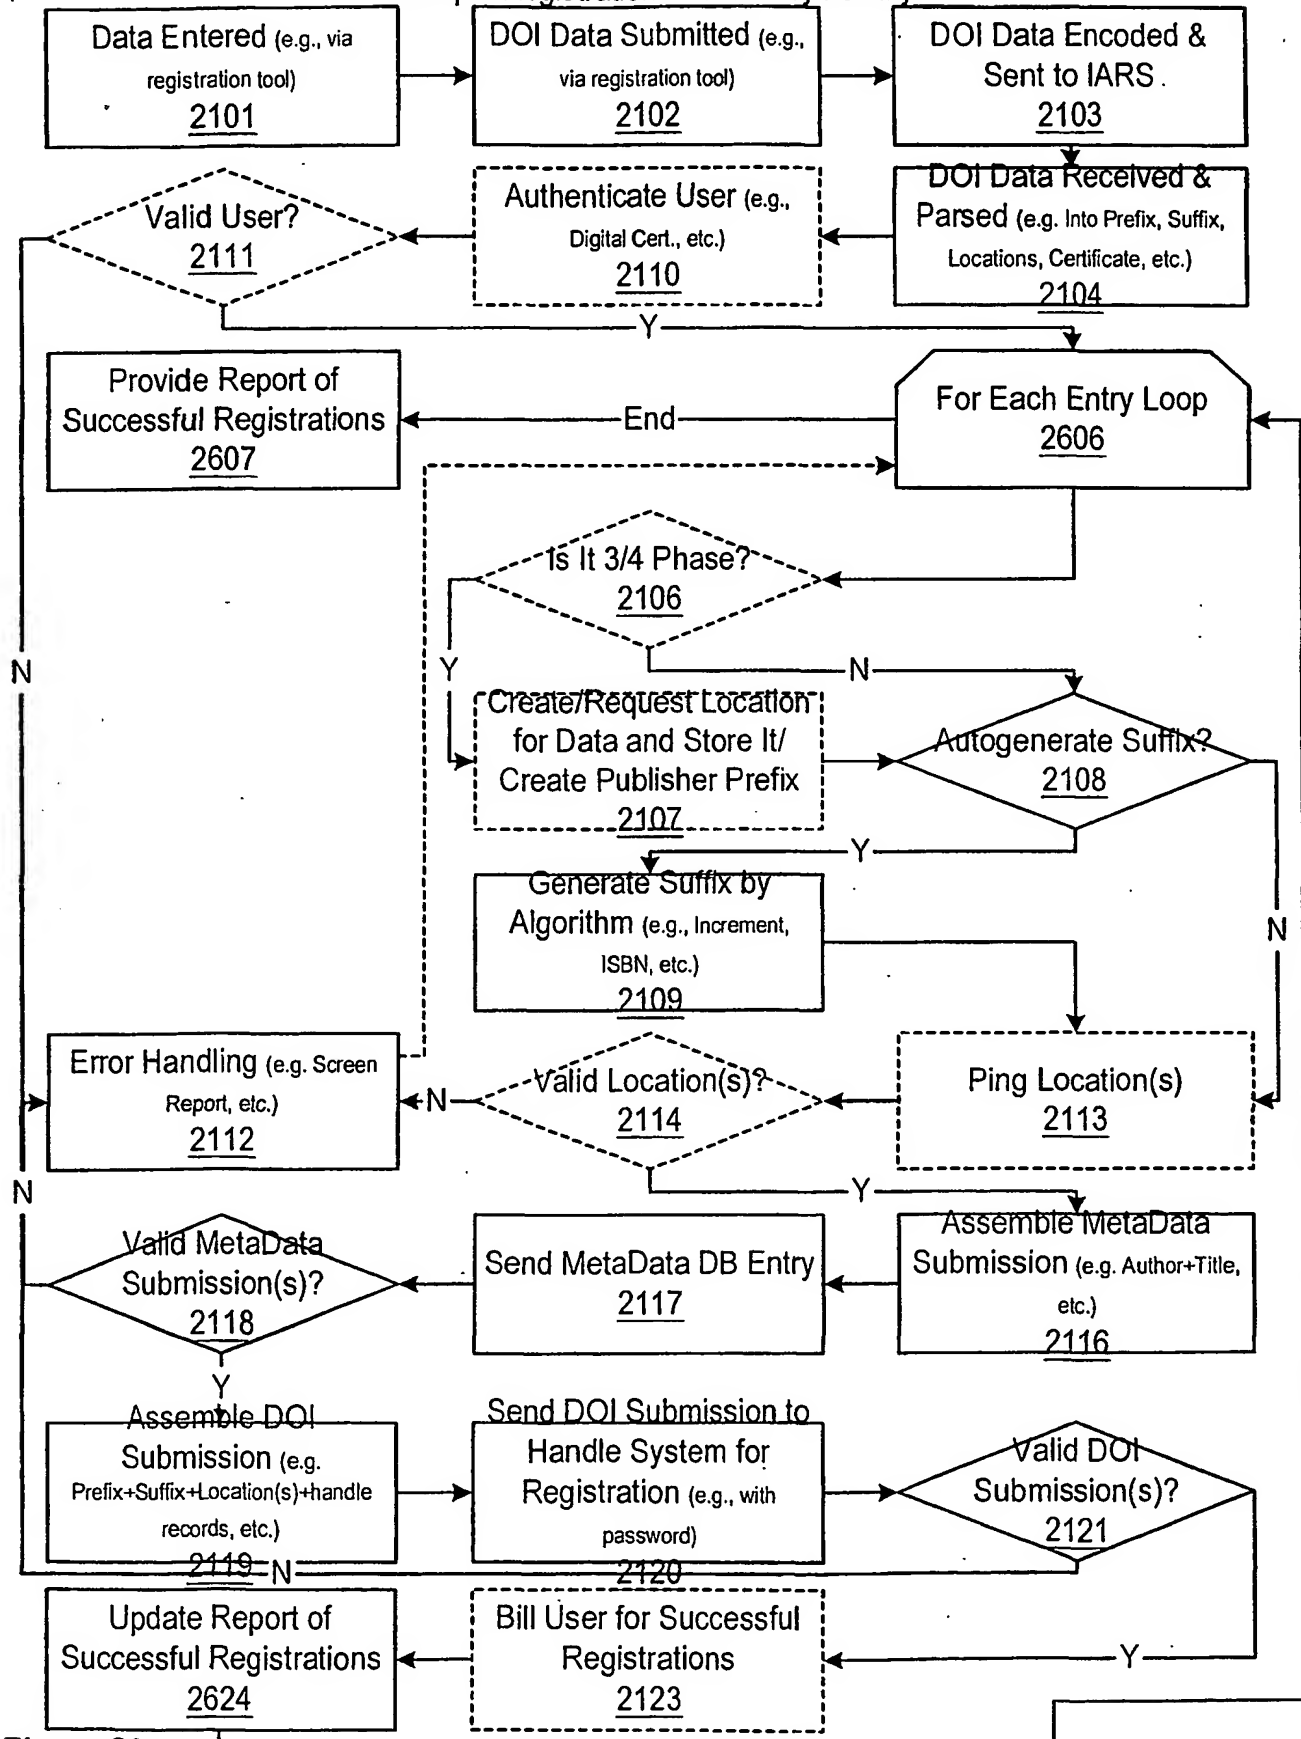 Data Entered (e.g., via
registration tool)
2101
DOI Data Submitted (e.g.,
via registration tool)
2102
DOI Data Encoded &
Sent to IARS
2103
Valid User?
2111
Authenticate User (e.g.,
Digital Cert., etc.)
2110
DOI Data Received &
Parsed (e.g. Into Prefix, Suffix,
Locations, Certificate, etc.)
2104
Y
Provide Report of
Successful Registrations
2607
End
For Each Entry Loop
2606
Is It 3/4 Phase?
2106
N
Y
N
Create/Request Location
for Data and Store It/
Create Publisher Prefix
2107
Autogenerate Suffix?
2108
Y
Generate Suffix by
Algorithm (e.g., Increment,
ISBN, etc.)
2109
N
Error Handling (e.g. Screen
Report, etc.)
2112
N
Valid Location(s)?
2114
Ping Location(s)
2113
N
Y
Valid MetaData
Submission(s)?
2118
Send MetaData DB Entry
2117
Assemble MetaData
Submission (e.g. Author+Title,
etc.)
2116
Y
Assemble DOI
Submission (e.g.
Prefix+Suffix+Location(s)+handle
records, etc.)
2119
Send DOI Submission to
Handle System for
Registration (e.g., with
password)
2120
Valid DOI
Submission(s)?
2121
N
Update Report of
Successful Registrations
2624
Bill User for Successful
Registrations
2123
Y